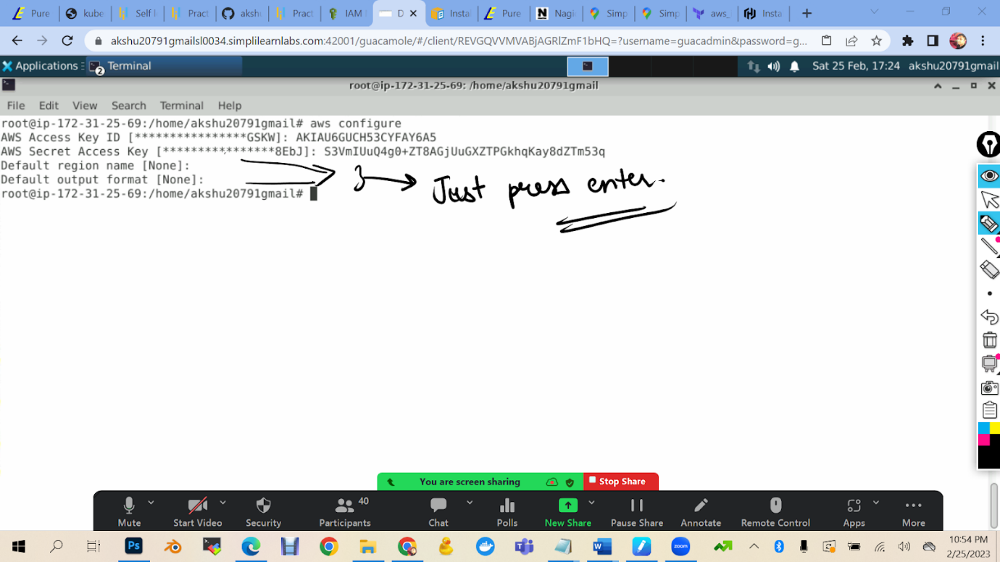 Pure
kube
Self l
Pract
akshu
Pract
IAM
D
Instal
Pure
Nagi
Simp
Simp
aws_
Insta
akshu20791gmailsl0034.simplilearnlabs.com:42001/guacamole/#/client/REVGQVVMVABjAGRlZmF1bHQ=?username=guacadmin&password=g...
Applications
2
Terminal
Sat 25 Feb, 17:24
akshu20791gmail
root@ip-172-31-25-69: /home/akshu20791gmail
File Edit View Search Terminal Help
root@ip-172-31-25-69:/home/akshu20791gmail# aws configure
AWS Access Key ID [****************GSKW]: AKIAU6GUCH53CYFAY6A5
AWS Secret Access Key [****************8EbJ]: 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
Default region name [None]:
Default output format [None]:
root@ip-172-31-25-69:/home/akshu20791gmail#
Just press enter.
You are screen sharing
Stop Share
40
Mute
Start Video
Security
Participants
Chat
Polls
New Share
Pause Share
Annotate
Remote Control
Apps
More
Ps
zoom
10:54 PM
2/25/2023